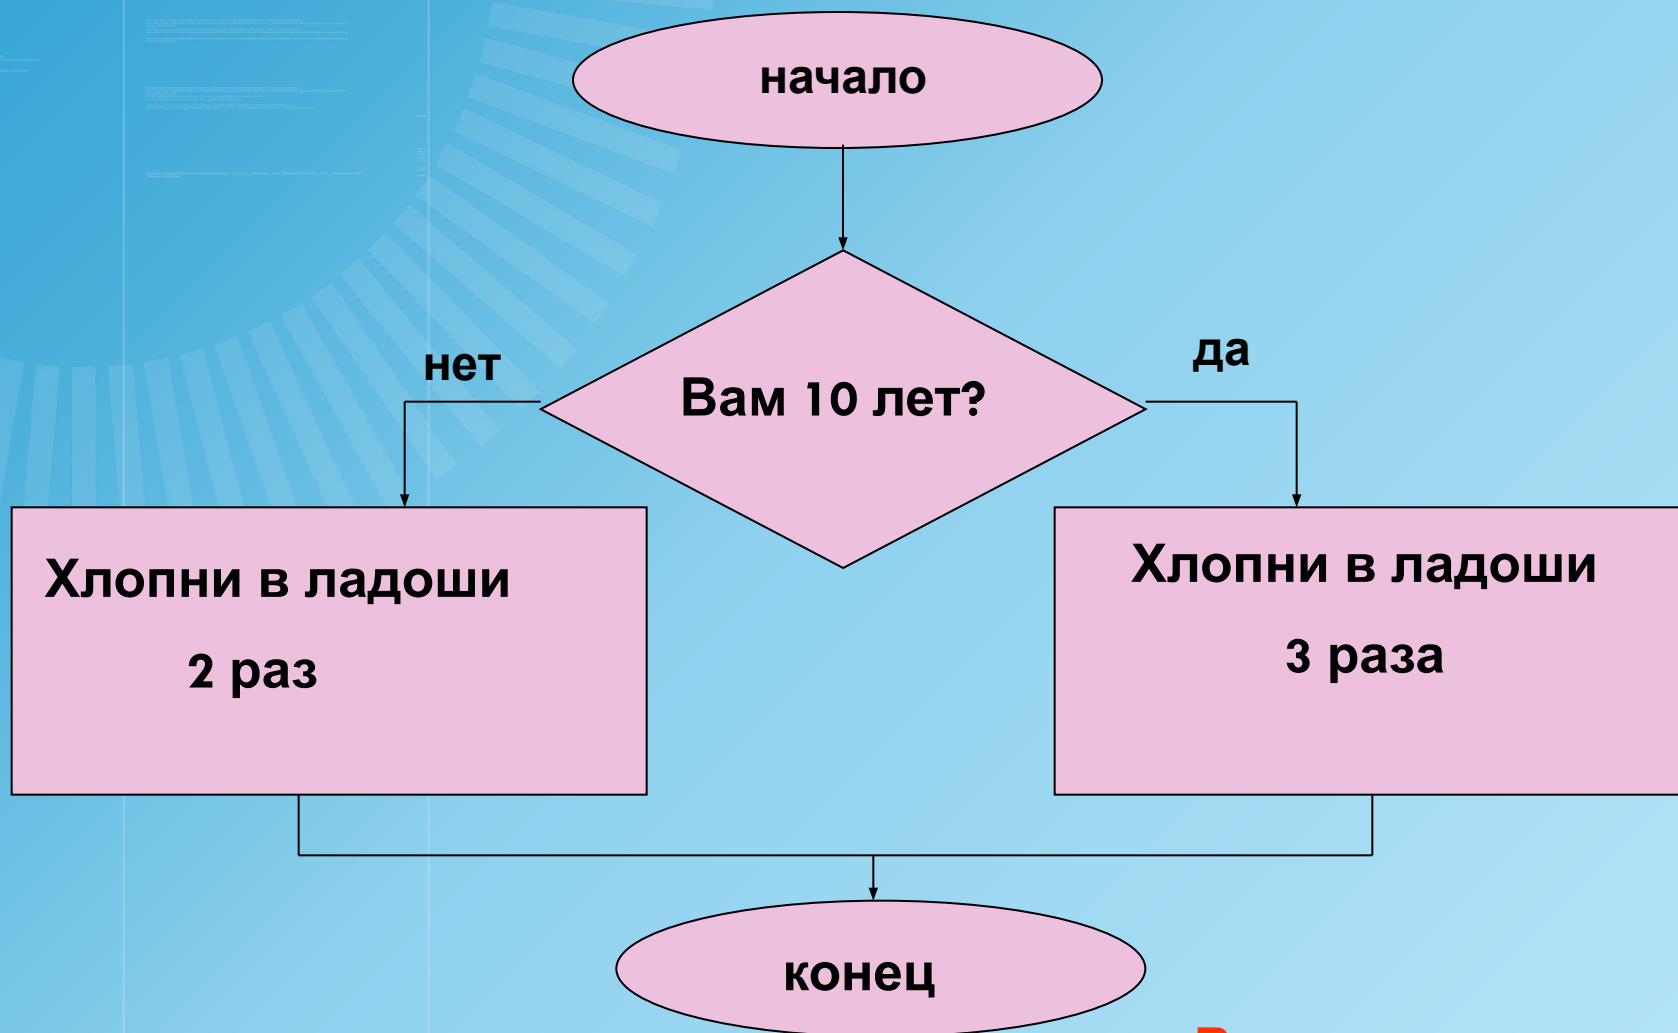 начало
нет
да
Вам 10 лет?
Хлопни в ладоши
2 раз
Хлопни в ладоши
3 раза
конец